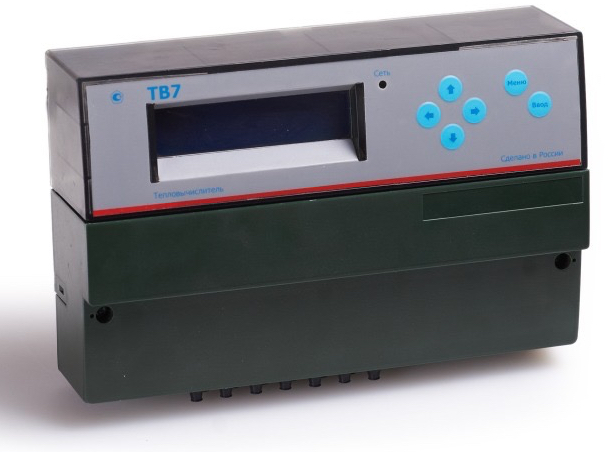 ТВ7
Сеть
Меню
Ввод
Сделано в России
Тепловычислитель